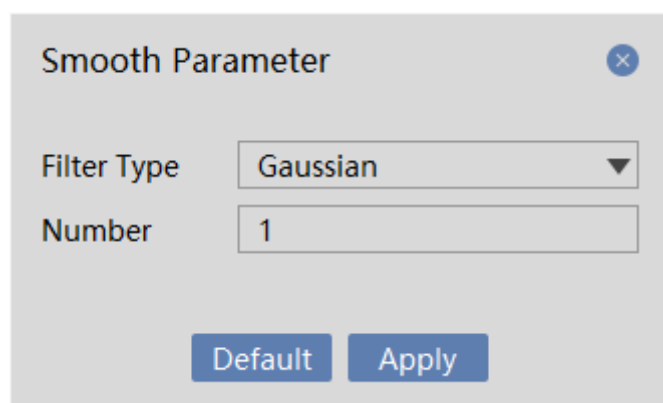 Smooth Parameter
Filter Type Gaussian
Number 1
Default Apply